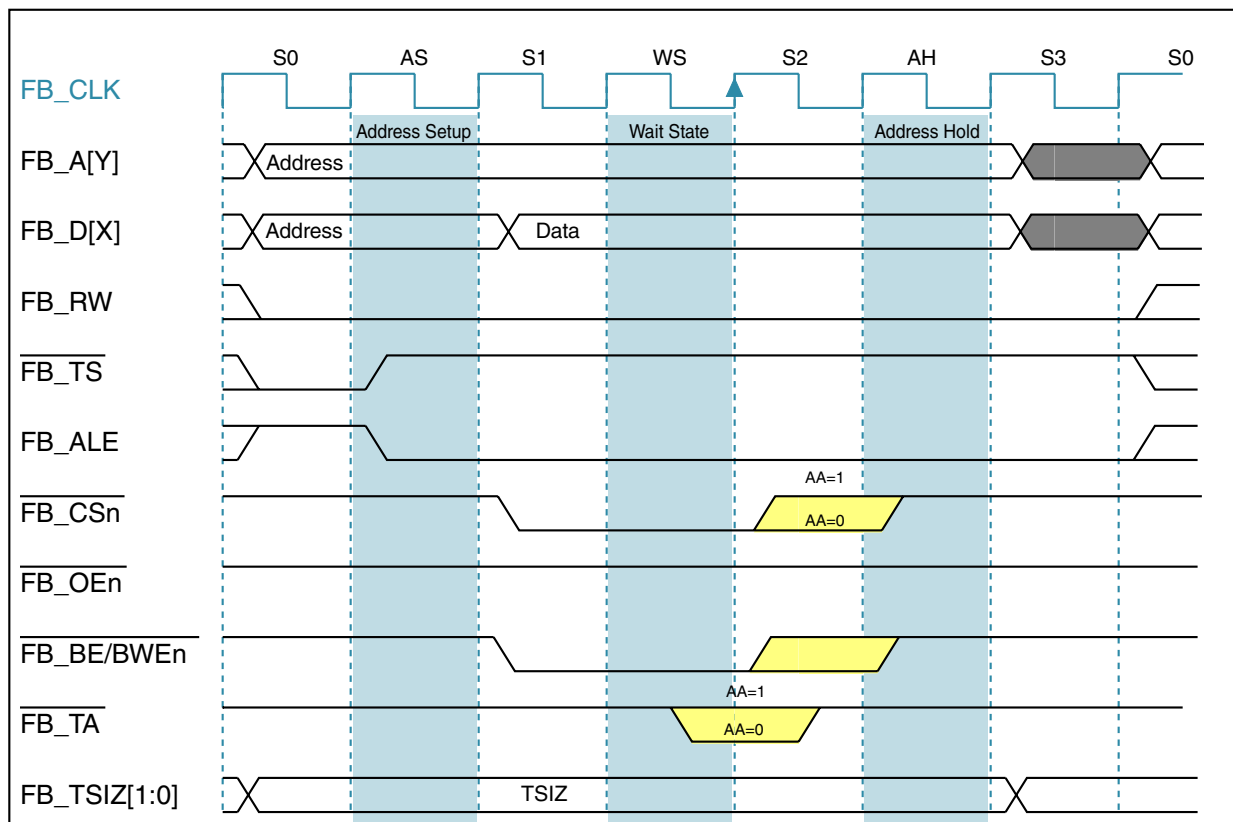 S0 AS S1 WS S2 AH S3 S0
FB_CLK
Address Setup Wait State Address Hold
FB_A[Y] Address
FB_D[X] Address Data
FB_RW
FB_TS
FB_ALE
AA=1
FB_CSn AA=0
FB_OEn
FB_BE/BWEn
AA=1
FB_TA AA=0
FB_TSIZ[1:0] TSIZ